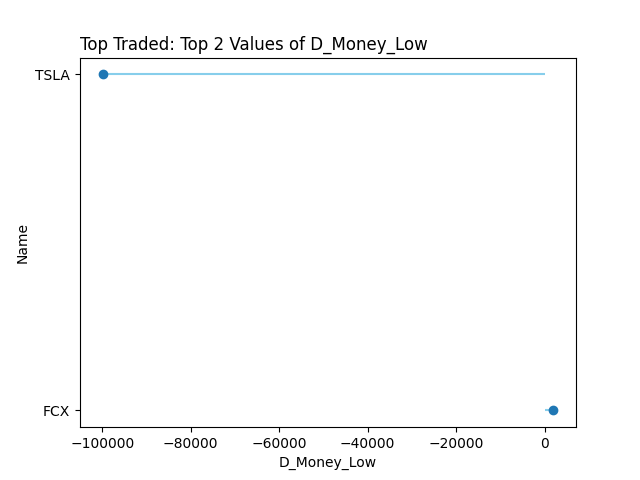 Top Traded: Top 2 Values of D_Money_Low
TSLA
Name
FCX
−100000 −80000 −60000 −40000 −20000 0
D_Money_Low